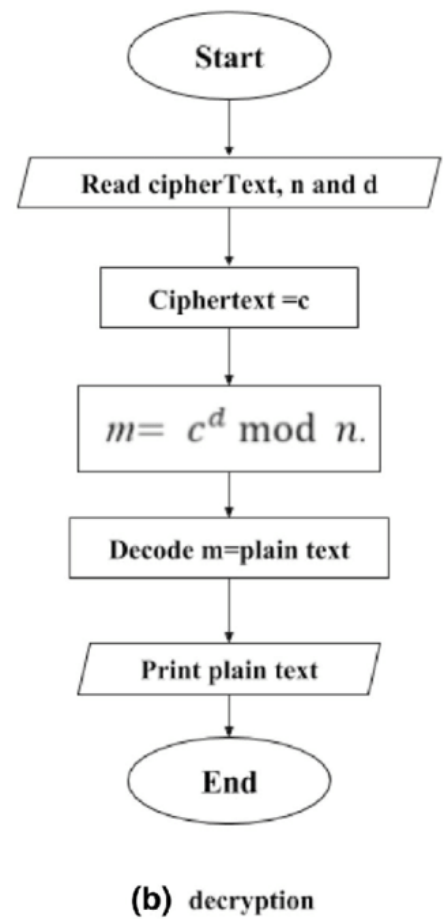 Start
Read cipherText, n and d
Ciphertext =c
m= c^d mod n.
Decode m=plain text
Print plain text
End
(b) decryption